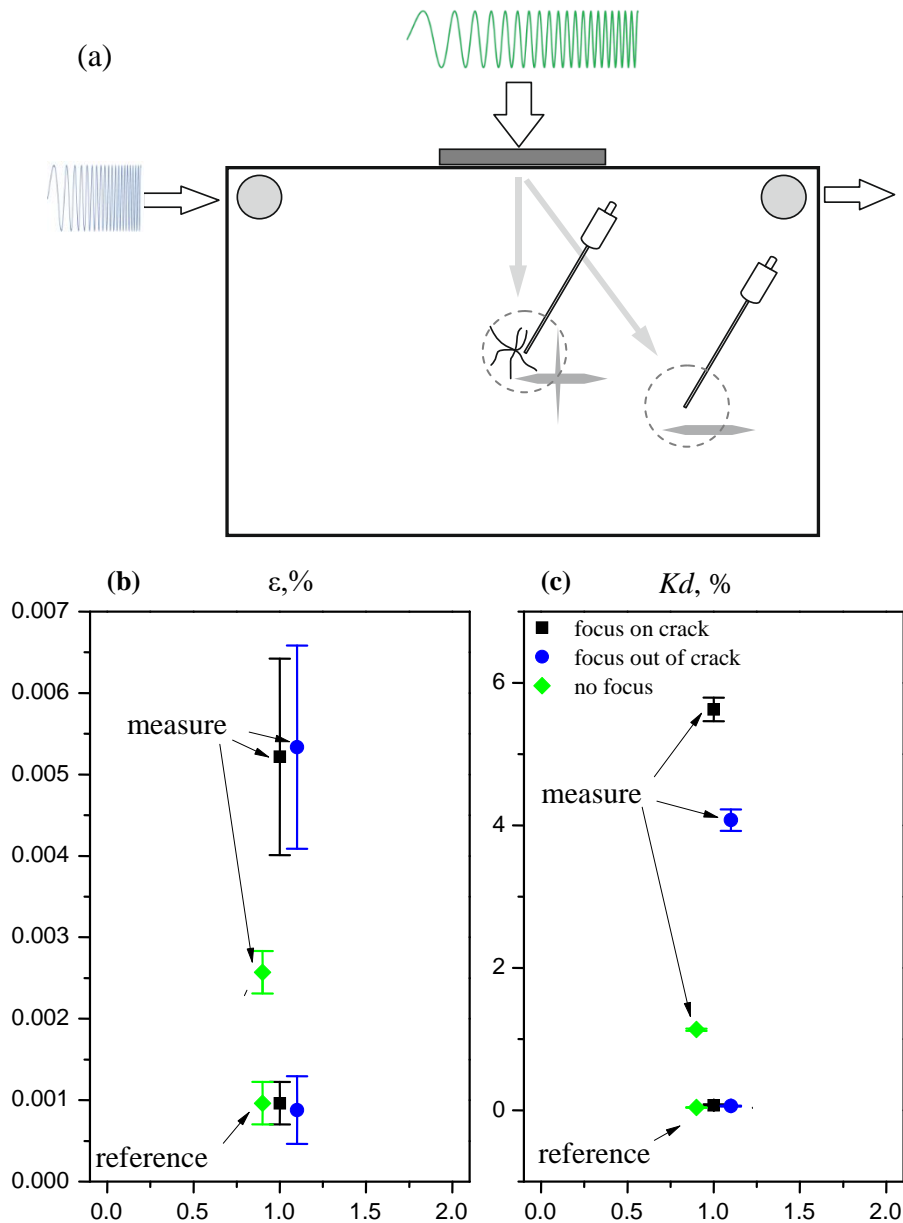 (a)
(b) ε,%
0.007
0.006
0.005
0.004
0.003
0.002
0.001
0.000
measure
reference
0.0 0.5 1.0 1.5 2.0
(c) Kd, %
focus on crack
focus out of crack
no focus
6
4
2
0
measure
reference
0.0 0.5 1.0 1.5 2.0